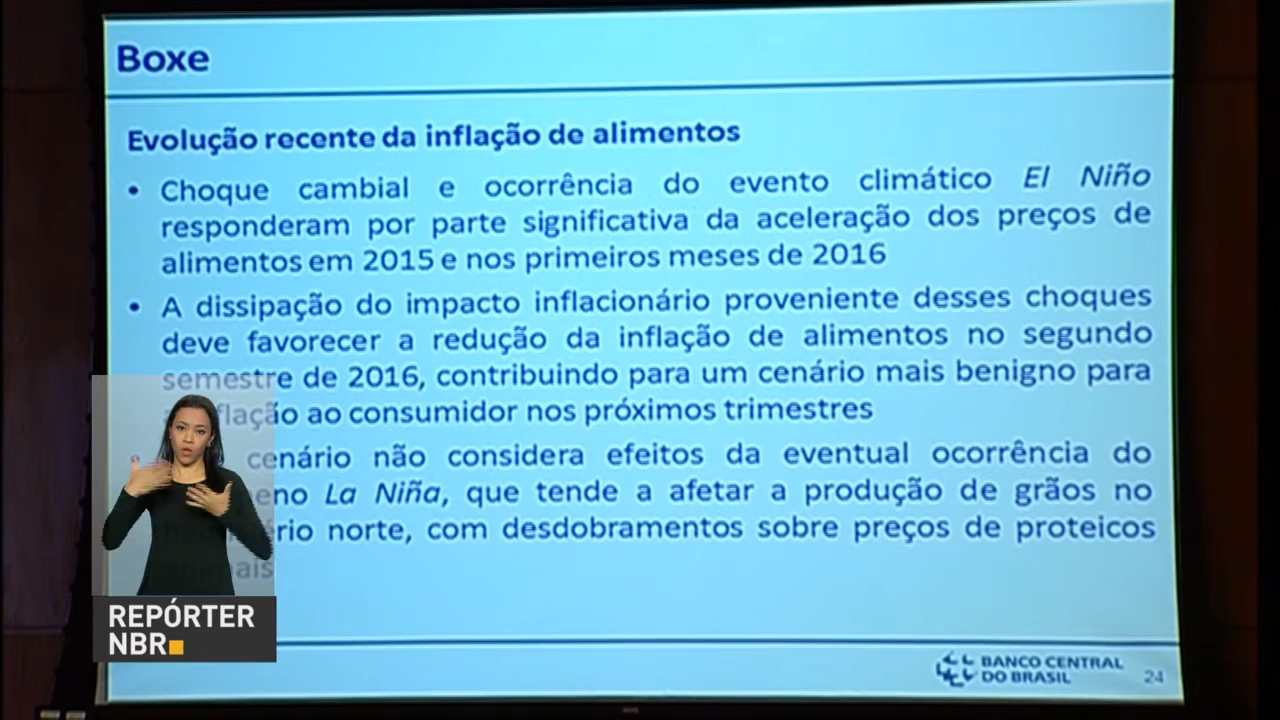 Boxe
Evolução recente da inflação de alimentos
• Choque cambial e ocorrência do evento climático El Niño
responderam por parte significativa da aceleração dos preços de
alimentos em 2015 e nos primeiros meses de 2016
• A dissipação do impacto inflacionário proveniente desses choques
deve favorecer a redução da inflação de alimentos no segundo
semestre de 2016, contribuindo para um cenário mais benigno para
ao consumidor nos próximos trimestres
cenário não considera efeitos da eventual ocorrência do
La Niña, que tende a afetar a produção de grãos no
norte, com desdobramentos sobre preços de proteicos
REPÓRTER
NBR
BANCO CENTRAL
DO BRASIL
24